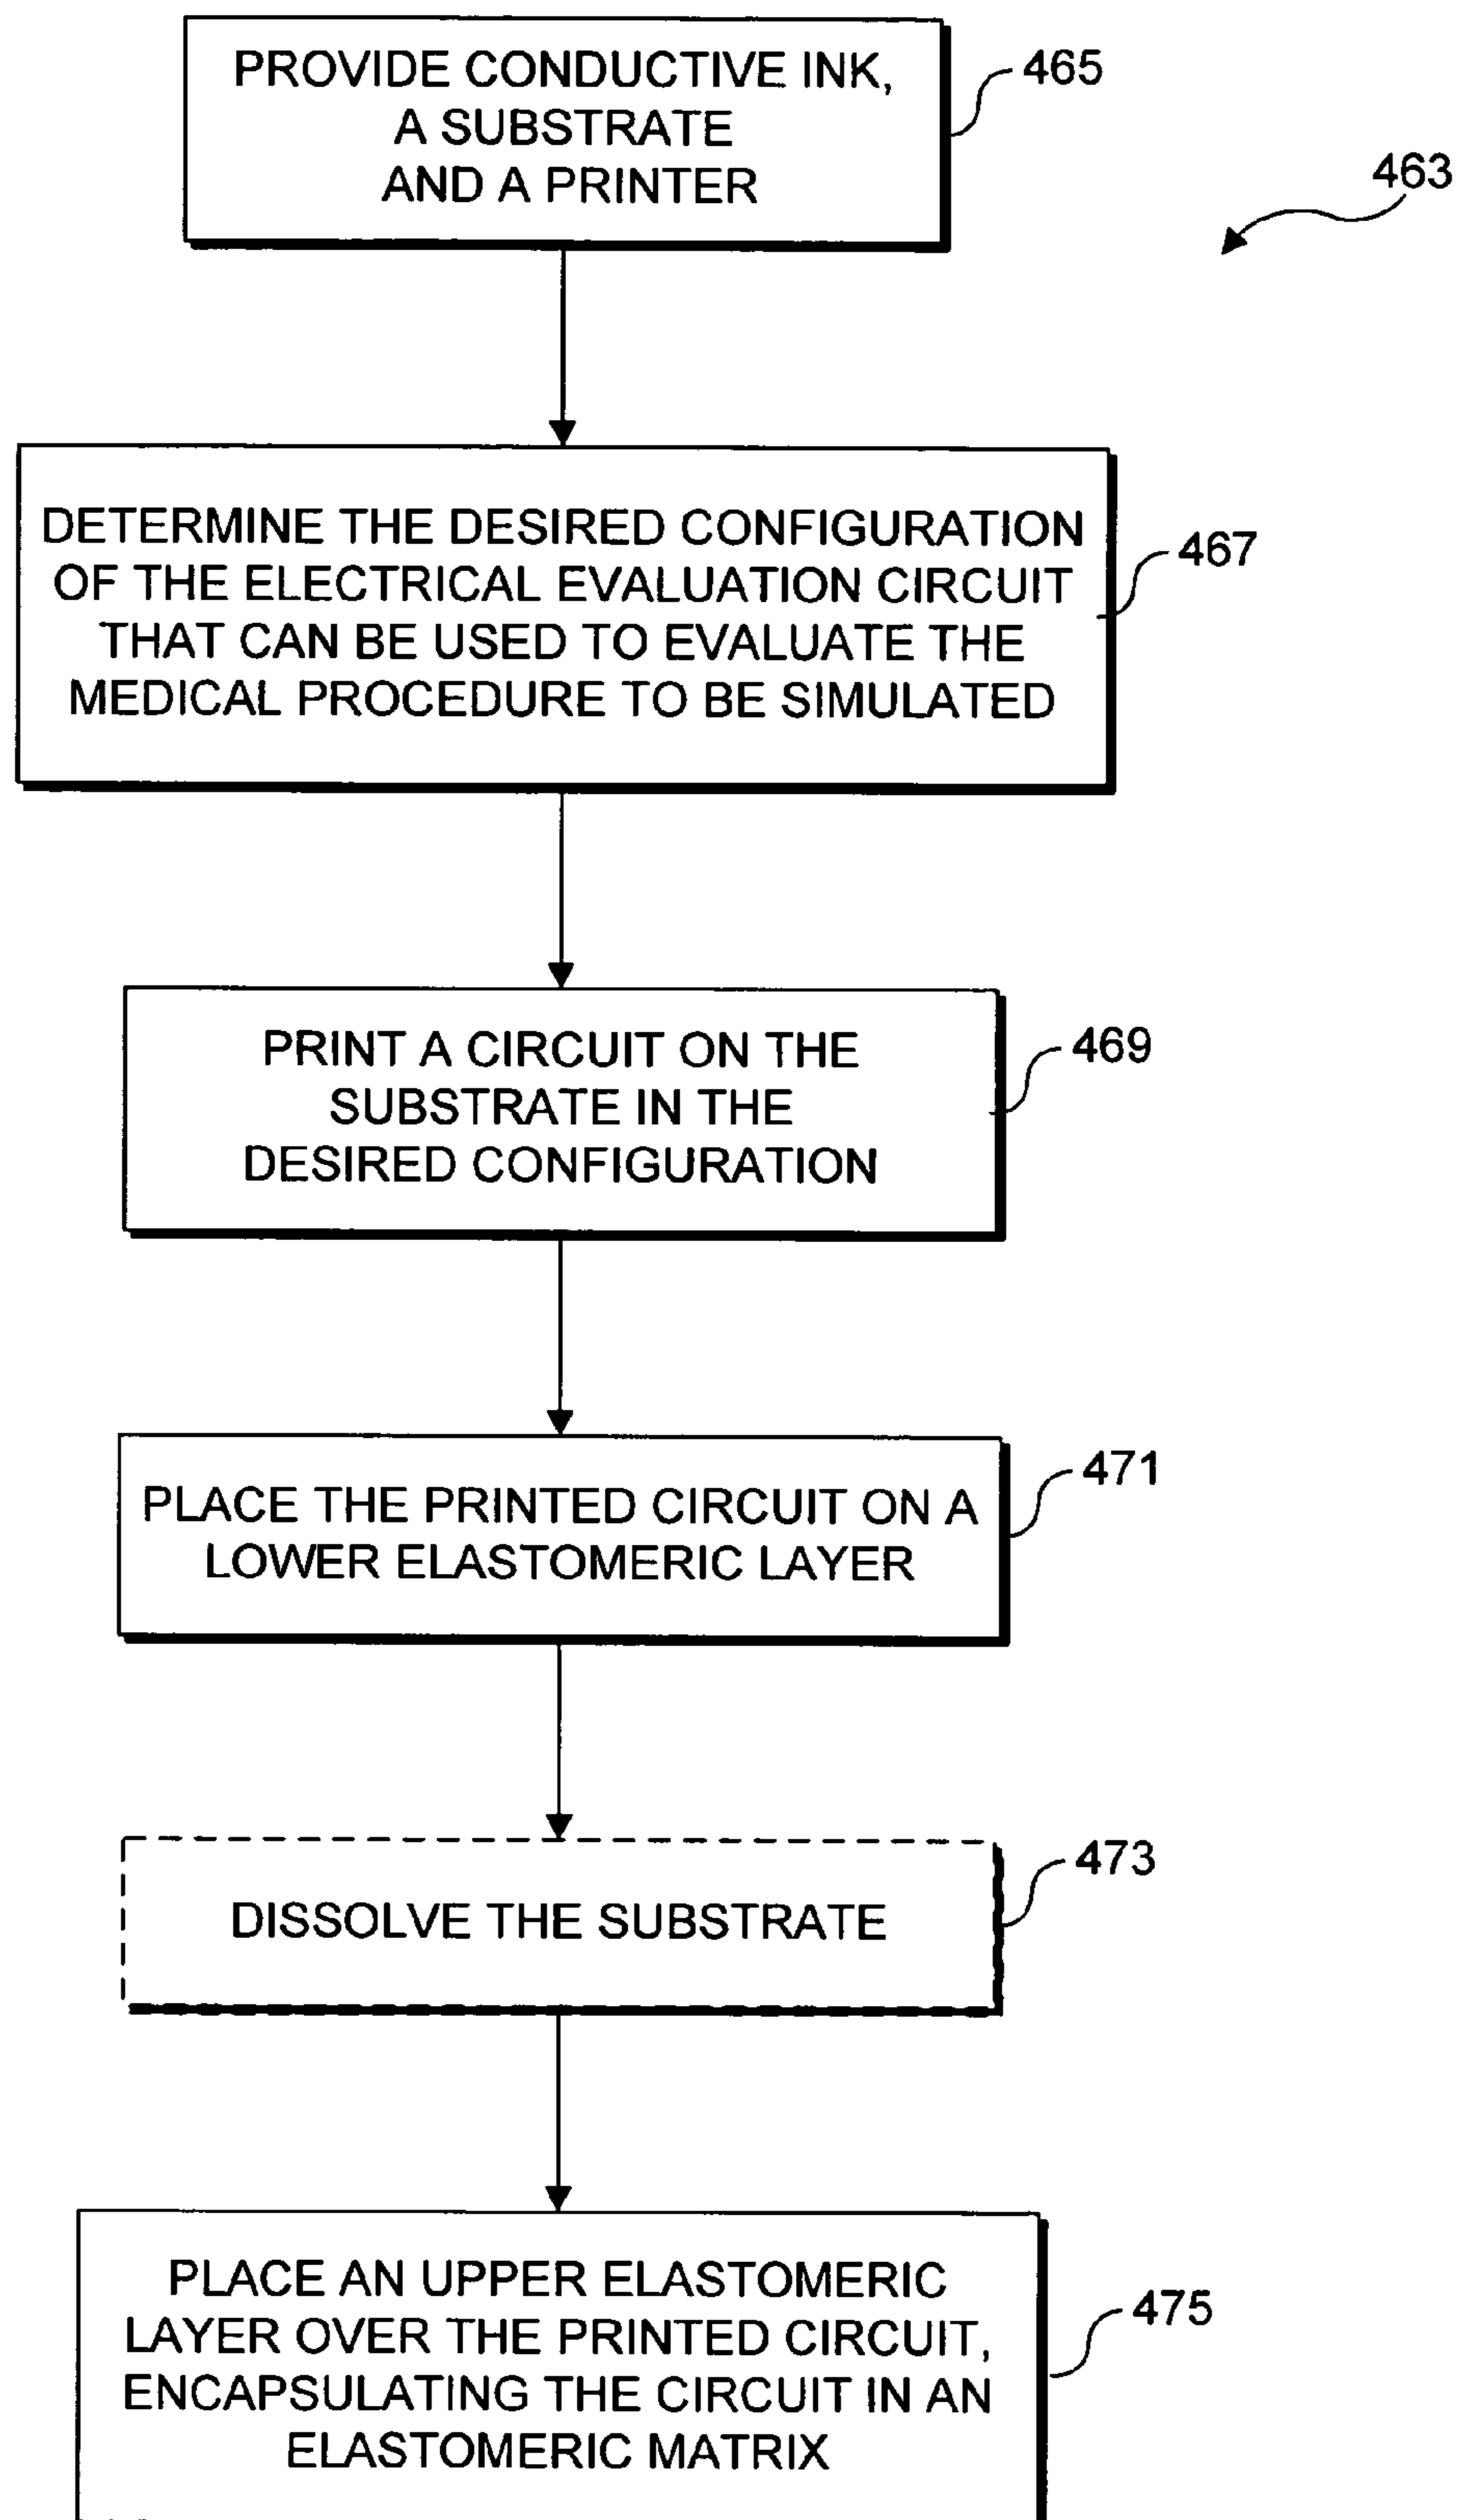 PROVIDE CONDUCTIVE INK,
A SUBSTRATE
AND A PRINTER
465
463
DETERMINE THE DESIRED CONFIGURATION
OF THE ELECTRICAL EVALUATION CIRCUIT
THAT CAN BE USED TO EVALUATE THE
MEDICAL PROCEDURE TO BE SIMULATED
467
PRINT A CIRCUIT ON THE
SUBSTRATE IN THE
DESIRED CONFIGURATION
469
PLACE THE PRINTED CIRCUIT ON A
LOWER ELASTOMERIC LAYER
471
DISSOLVE THE SUBSTRATE
473
PLACE AN UPPER ELASTOMERIC
LAYER OVER THE PRINTED CIRCUIT,
ENCAPSULATING THE CIRCUIT IN AN
ELASTOMERIC MATRIX
475